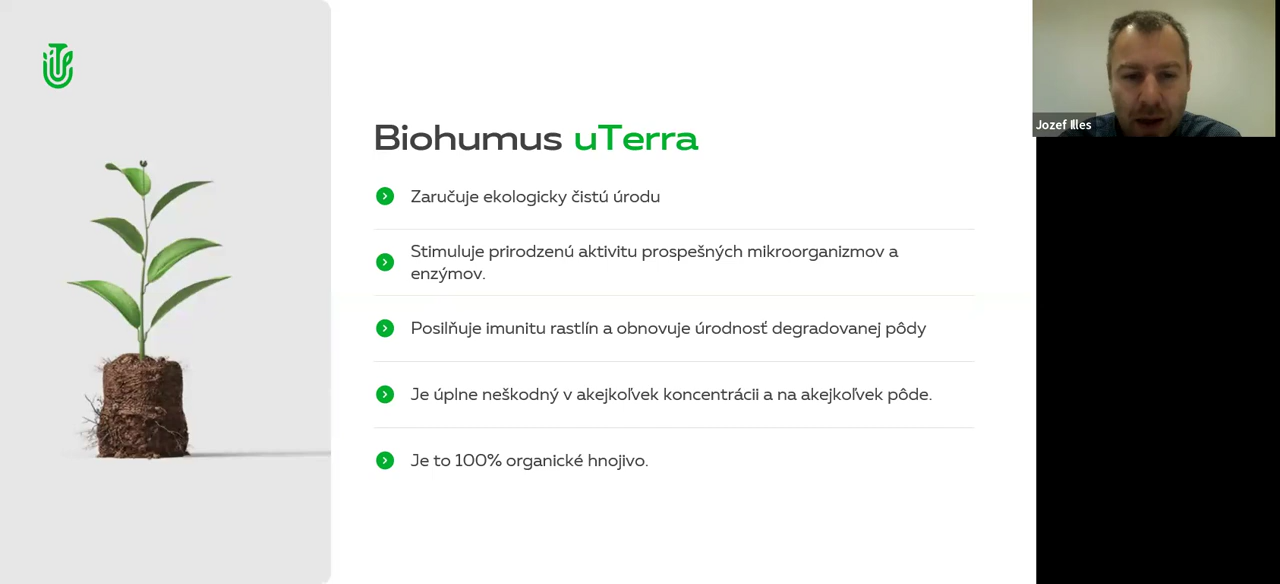 Biohumus uTerra
Zaručuje ekologicky čistú úrodu
Stimuluje prirodzenú aktivitu prospešných mikroorganizmov a
enzýmov.
Posilňuje imunitu rastlín a obnovuje úrodnosť degradovanej pôdy
Je úplne neškodný v akejkoľvek koncentrácii a na akejkoľvek pôde.
Je to 100% organické hnojivo.
Jozef Illes